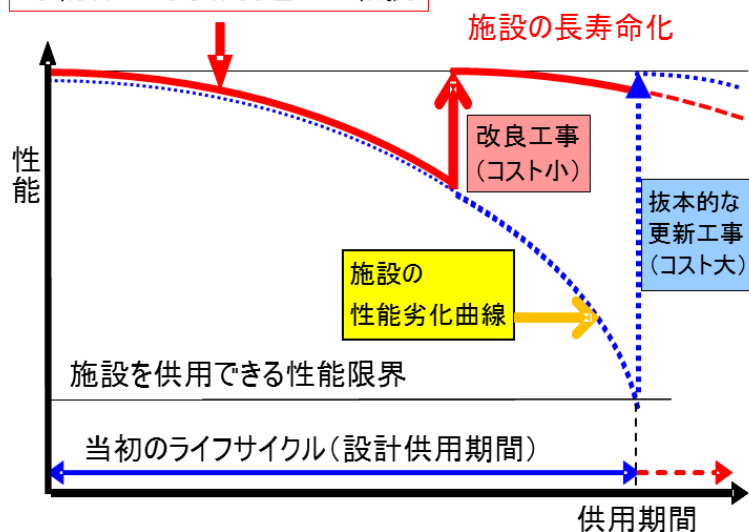 施設の長寿命化
性能
改良工事
(コスト小)
抜本的な
更新工事
(コスト大)
施設の
性能劣化曲線
施設を供用できる性能限界
当初のライフサイクル(設計供用期間)
供用期間